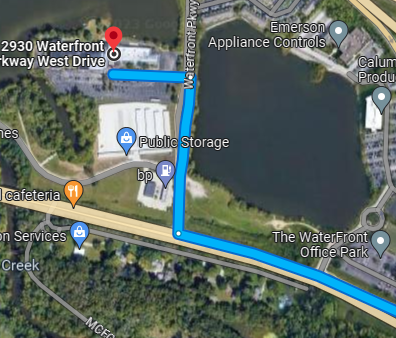 Emerson
Appliance Controls
2930 Waterfront
rkway West Drive
Waterfront Pkwy
Calum
Produ
Public Storage
bp
l cafeteria
on Services
The WaterFront
Office Park
Creek